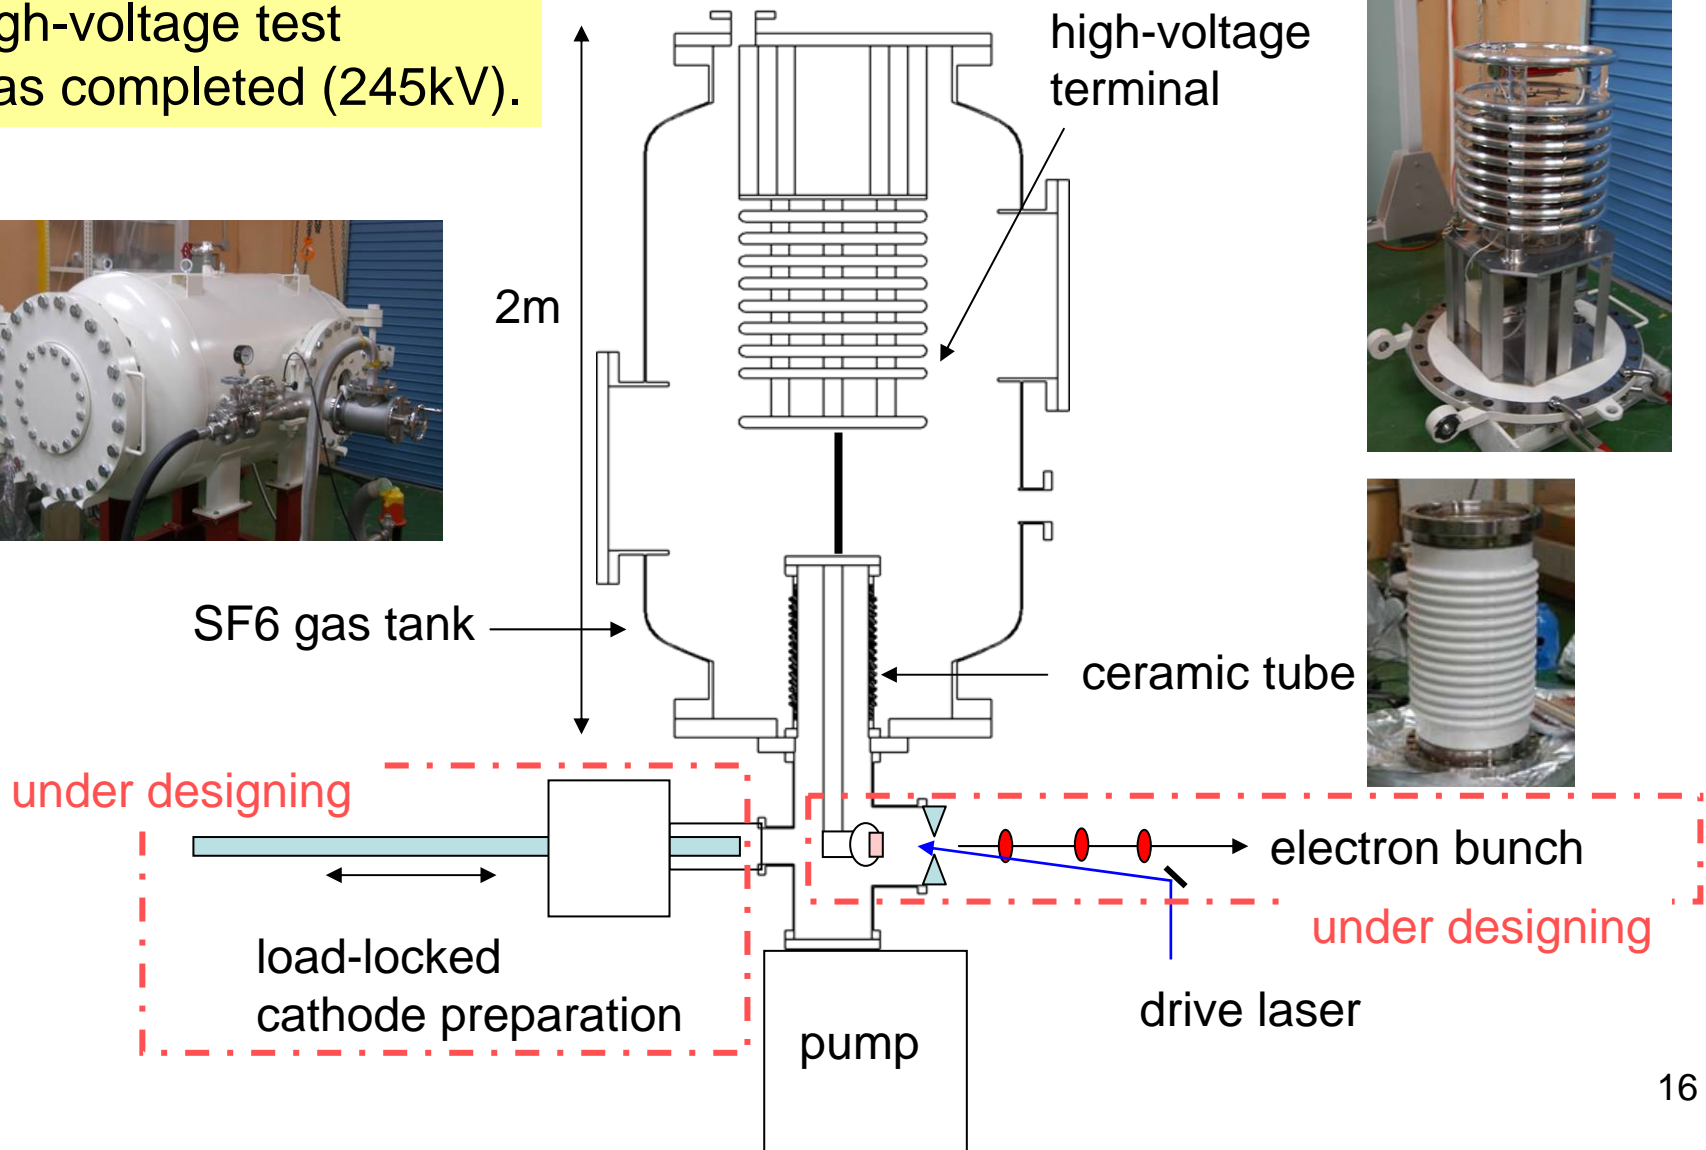 gh-voltage test
as completed (245kV).
high-voltage
terminal
2m
SF6 gas tank
ceramic tube
under designing
electron bunch
under designing
load-locked
cathode preparation
drive laser
pump
16